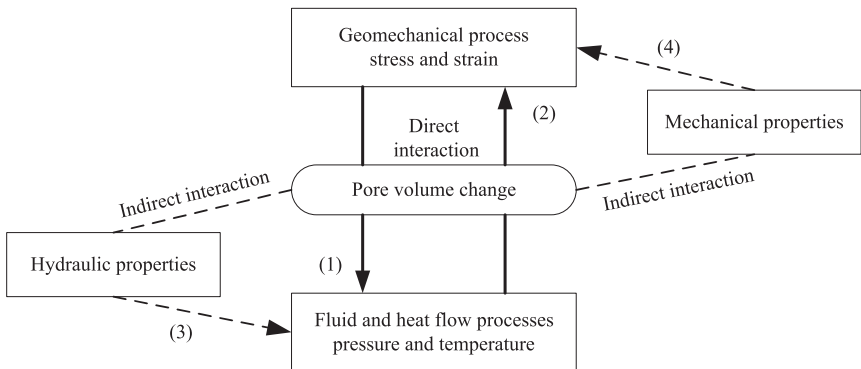 Geomechanical process
stress and strain
(4)
(2)
Mechanical properties
Direct
interaction
Indirect interaction
Pore volume change
Indirect interaction
Hydraulic properties
(1)
(3)
Fluid and heat flow processes
pressure and temperature